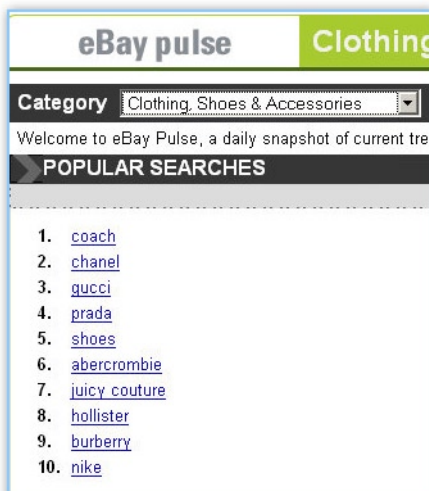 eBay pulse Clothing
Category Clothing, Shoes & Accessories
Welcome to eBay Pulse, a daily snapshot of current tre
POPULAR SEARCHES
1. coach
2. chanel
3. gucci
4. prada
5. shoes
6. abercrombie
7. juicy couture
8. hollister
9. burberry
10. nike